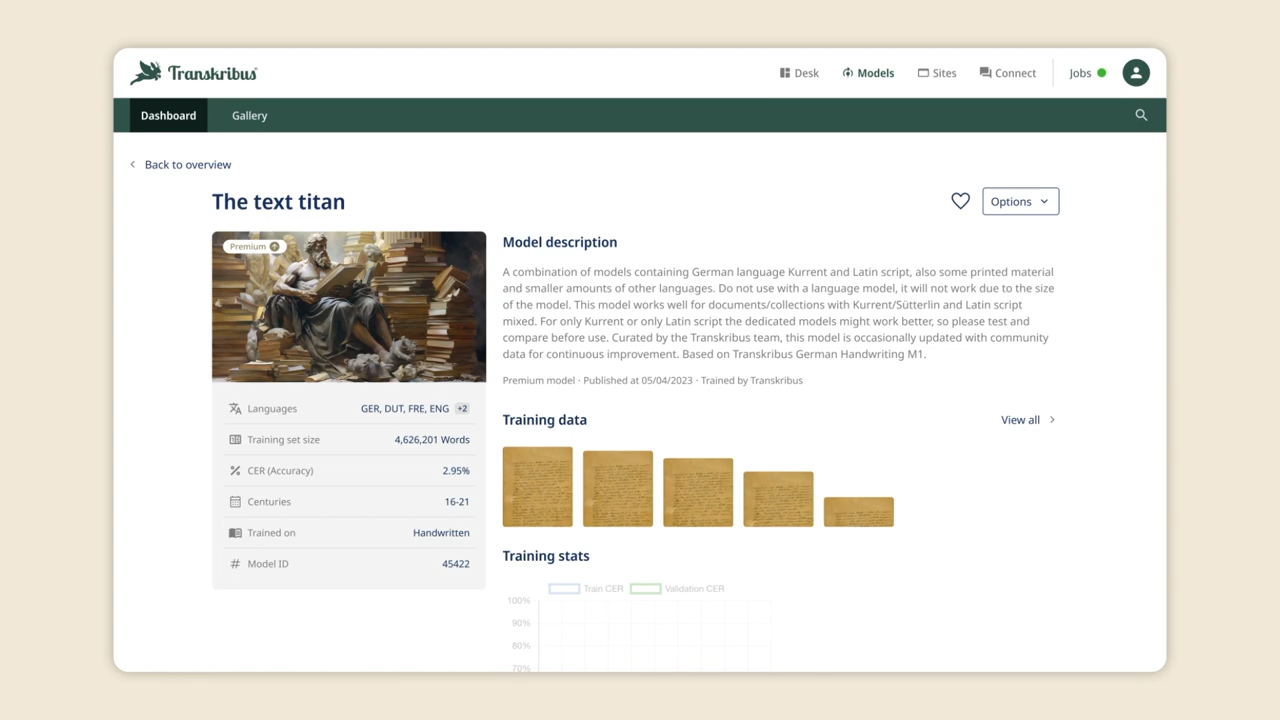 Transkribus
Desk
Models
Sites
Connect
Jobs
Dashboard
Gallery
Back to overview
The text titan
Options
Premium
Languages GER, DUT, FRE, ENG +2
Training set size 4,626,201 Words
CER (Accuracy) 2.95%
Centuries 16-21
Trained on Handwritten
Model ID 45422
Model description
A combination of models containing German language Kurrent and Latin script, also some printed material
and smaller amounts of other languages. Do not use with a language model, it will not work due to the size
of the model. This model works well for documents/collections with Kurrent/Sütterlin and Latin script
mixed. For only Kurrent or only Latin script the dedicated models might work better, so please test and
compare before use. Curated by the Transkribus team, this model is occasionally updated with community
data for continuous improvement. Based on Transkribus German Handwriting M1.
Premium model · Published at 05/04/2023 · Trained by Transkribus
Training data
View all
Training stats
Train CER
Validation CER
100%
90%
80%
70%